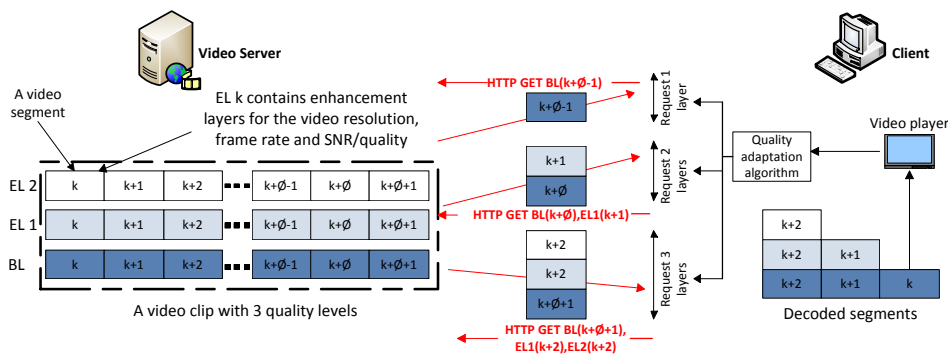 Video Server
Client
A video
segment
EL k contains enhancement
layers for the video resolution,
frame rate and SNR/quality
EL 2
k k+1 k+2 k+Ø-1 k+Ø k+Ø+1
EL 1
k k+1 k+2 k+Ø-1 k+Ø k+Ø+1
BL
k k+1 k+2 k+Ø-1 k+Ø k+Ø+1
A video clip with 3 quality levels
HTTP GET BL(k+Ø-1)
k+Ø-1
Request 1
layer
k+1
k+Ø
Request 2
layers
HTTP GET BL(k+Ø),EL1(k+1)
k+2
k+2
k+Ø+1
Request 3
layers
HTTP GET BL(k+Ø+1),
EL1(k+2),EL2(k+2)
Quality
adaptation
algorithm
Video player
k+2
k+2 k+1
k+2 k+1 k
Decoded segments